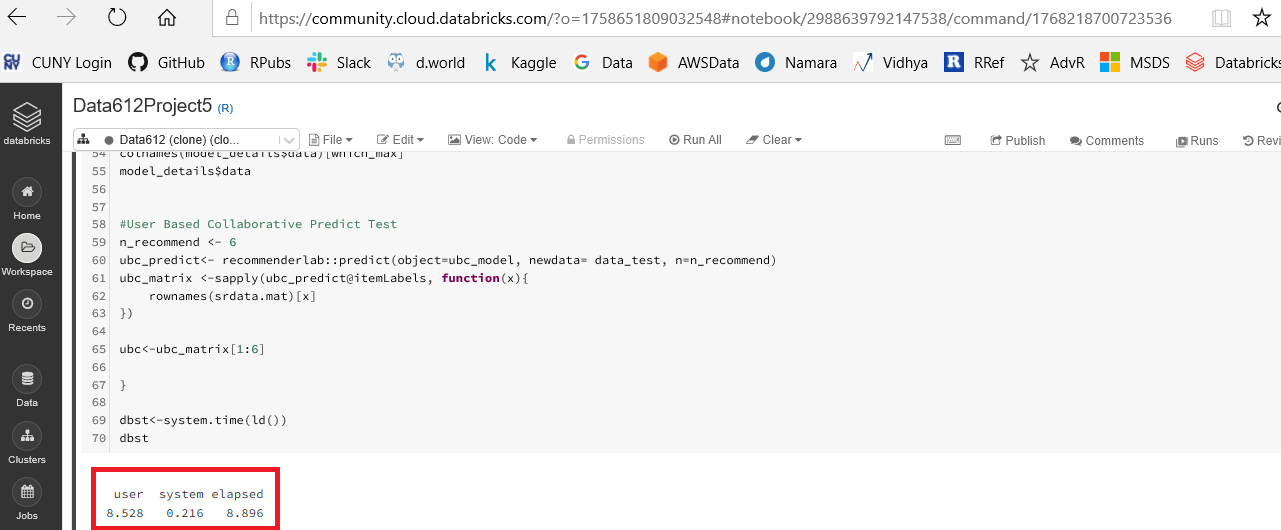 https://community.cloud.databricks.com/?o=1758651809032548#notebook/2988639792147538/command/1768218700723536
CUNY CUNY Login GitHub RPubs Slack d.world Kaggle Data AWSData Namara Vidhya RRef AdvR MSDS Databricks
Data612Project5 (R)
databricks
Data612 (clone) (clo... File Edit View: Code Permissions Run All Clear Publish Comments Runs Revi
54 colnames(model_details$data)[which_max]
55 model_details$data
56
57
58 #User Based Collaborative Predict Test
59 n_recommend <- 6
60 ubc_predict<- recommenderlab::predict(object=ubc_model, newdata= data_test, n=n_recommend)
61 ubc_matrix <-sapply(ubc_predict@itemLabels, function(x){
62 rownames(srdata.mat)[x]
63 })
64
65 ubc<-ubc_matrix[1:6]
66
67 }
68
69 dbst<-system.time(ld())
70 dbst
Home
Workspace
Recents
Data
Clusters
Jobs
user system elapsed
8.528 0.216 8.896